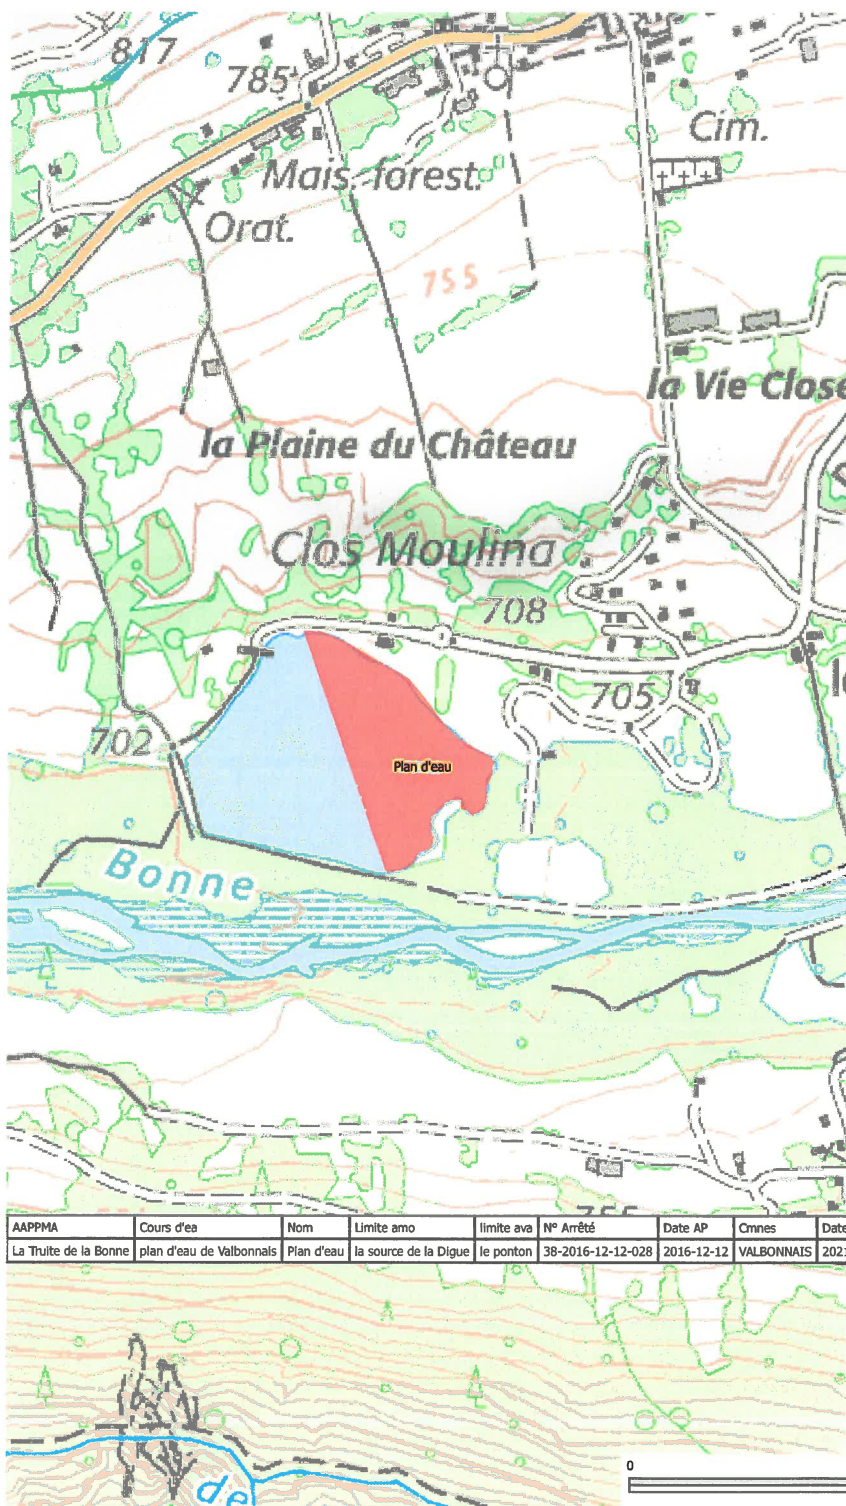 817
785
Cim.
Mais. forest.
Orat.
755
la Vie Close
la Plaine du Château
Clos Moulina
708
705
702
Plan d'eau
Bonne
AAPPMA Cours d'ea Nom Limite amo limite ava N° Arrêté Date AP Cmnes Date
La Truite de la Bonne plan d'eau de Valbonnais Plan d'eau la source de la Digue le ponton 38-2016-12-12-028 2016-12-12 VALBONNAIS 2021
0
de